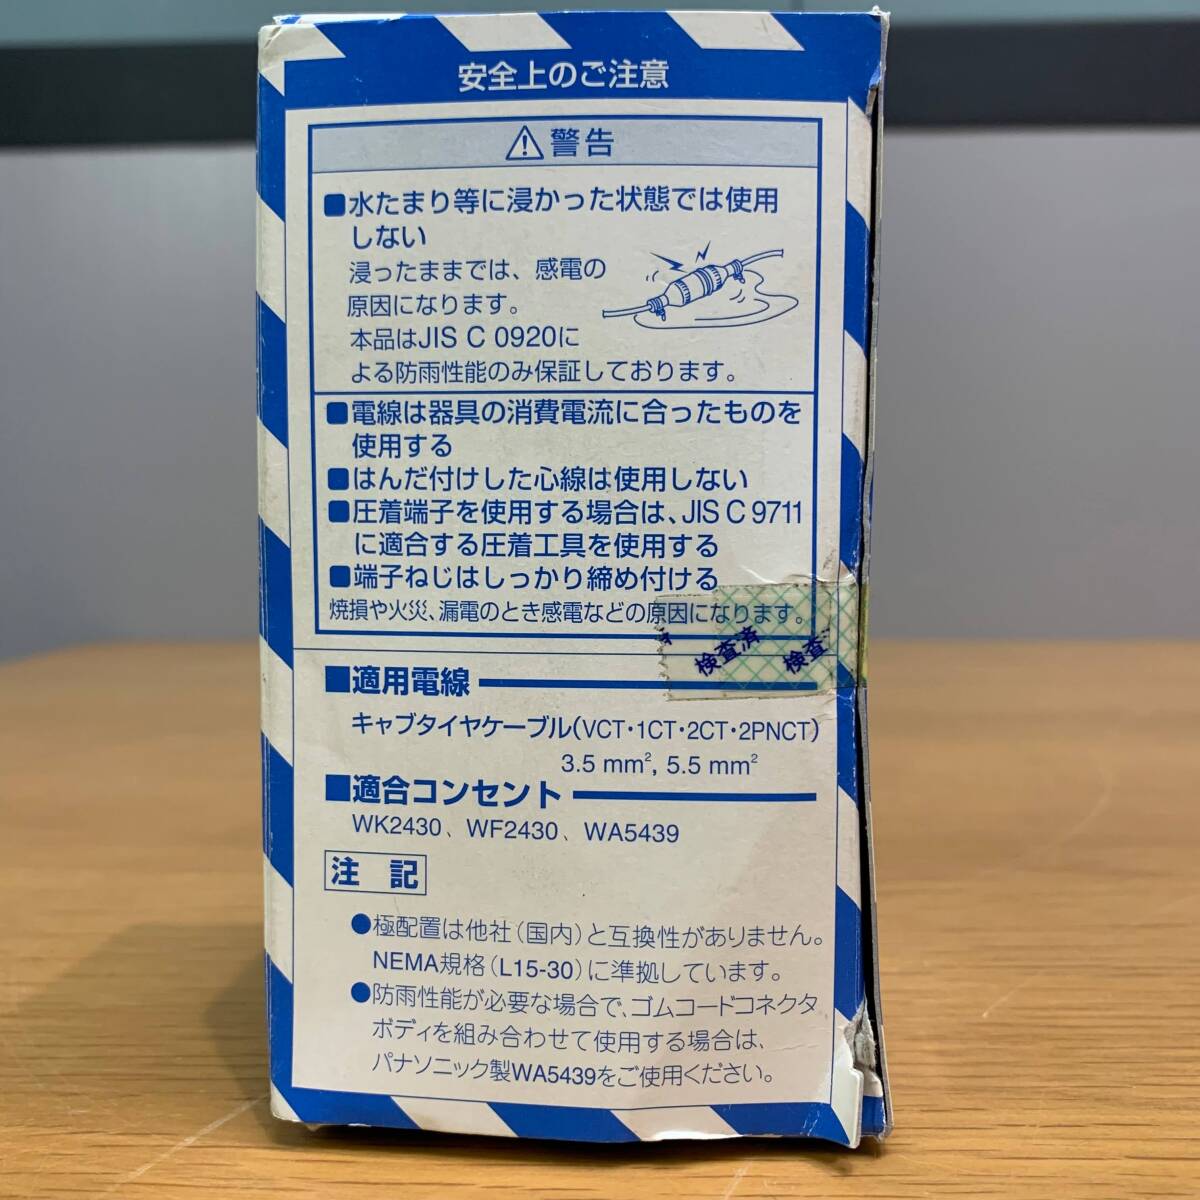 安全上のご注意
⚠警告
■水たまり等に浸かった状態では使用
しない
浸ったままでは、感電の
原因になります。
本品はJIS C 0920に
よる防雨性能のみ保証しております。
■電線は器具の消費電流に合ったものを
使用する
■はんだ付けした心線は使用しない
■圧着端子を使用する場合は、JIS C 9711
に適合する圧着工具を使用する
■端子ねじはしっかり締め付ける
焼損や火災、漏電のとき感電などの原因になります。
検査済 検査
■適用電線
キャブタイヤケーブル(VCT・1CT・2CT・2PNCT)
3.5 mm², 5.5 mm²
■適合コンセント
WK2430、WF2430、WA5439
注 記
●極配置は他社(国内)と互換性がありません。
NEMA規格(L15-30)に準拠しています。
●防雨性能が必要な場合で、ゴムコードコネクタ
ボディを組み合わせて使用する場合は、
パナソニック製WA5439をご使用ください。